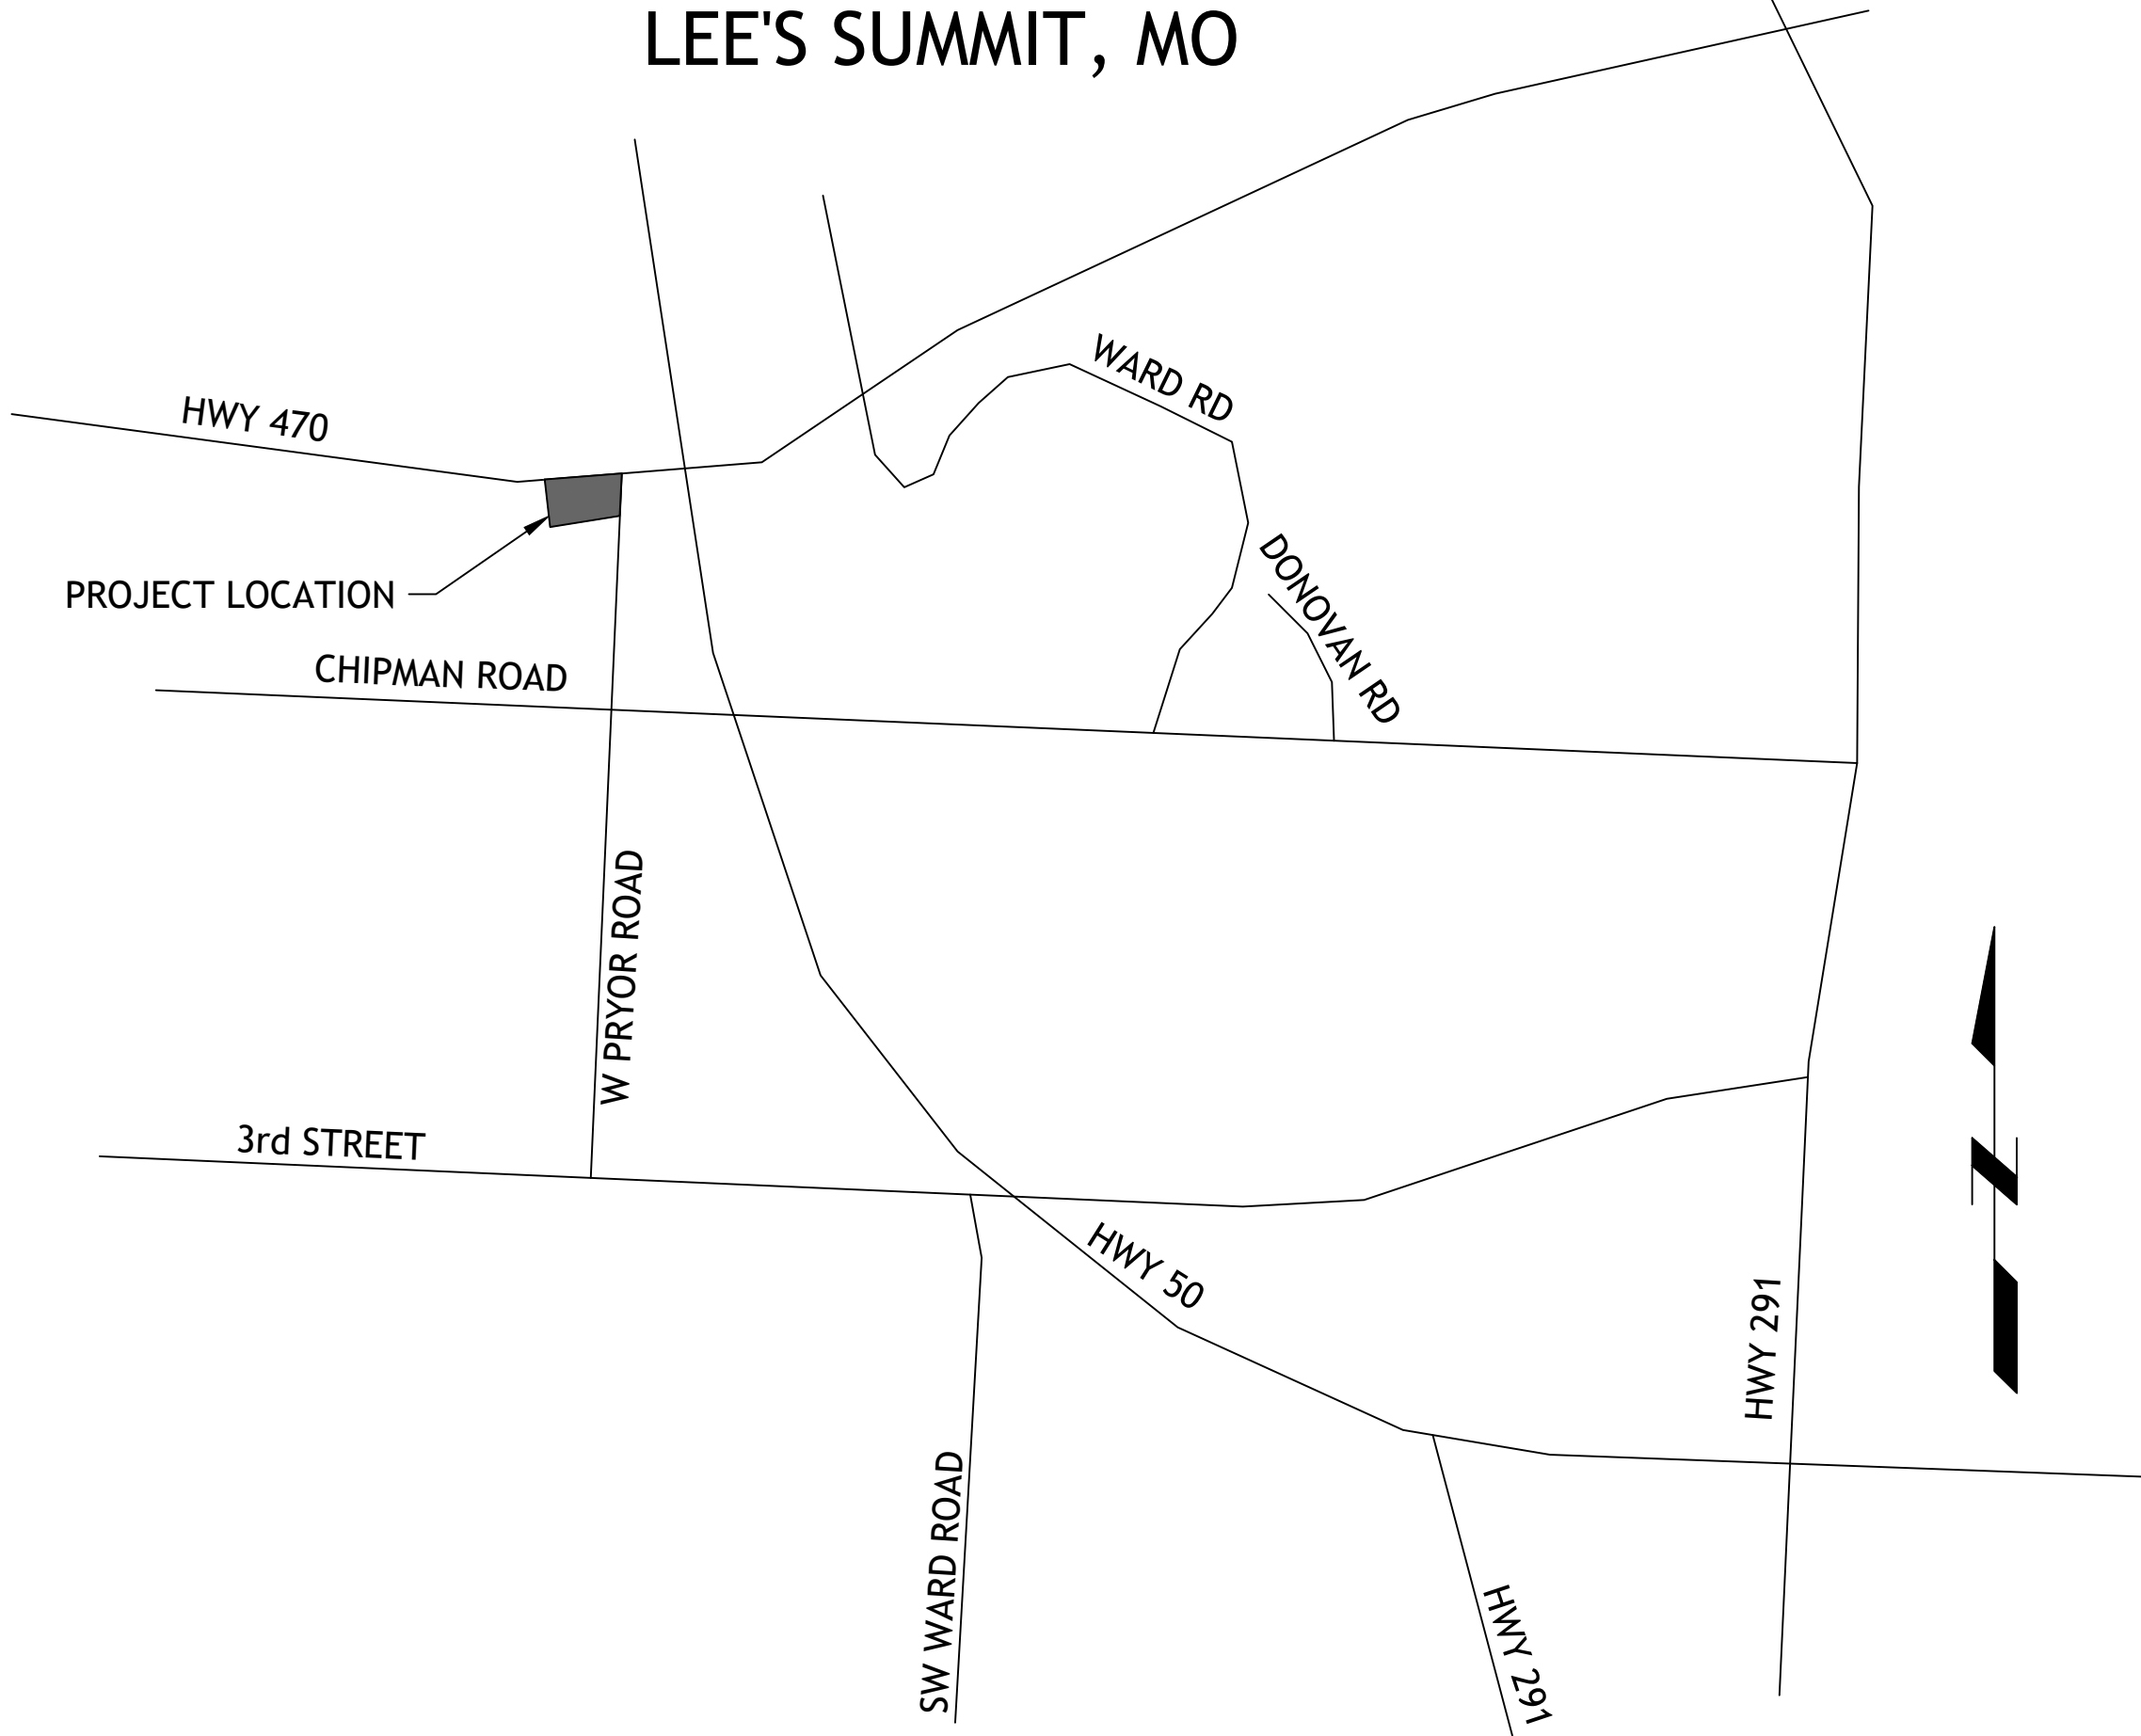 LEE'S SUMMIT, MO
WARD RD
HWY 470
DONOVAN RD
PROJECT LOCATION
CHIPMAN ROAD
W PRYOR ROAD
3rd STREET
N
HWY 50
HWY 291
SW WARD ROAD
HWY 291